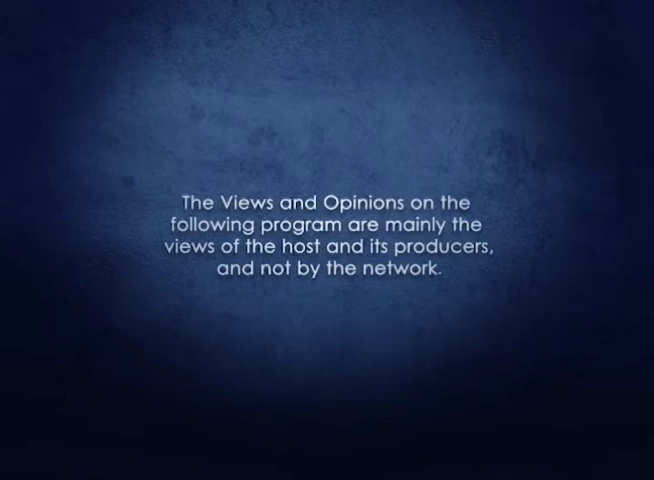 The Views and Opinions on the
following program are mainly the
views of the host and its producers,
and not by the network.